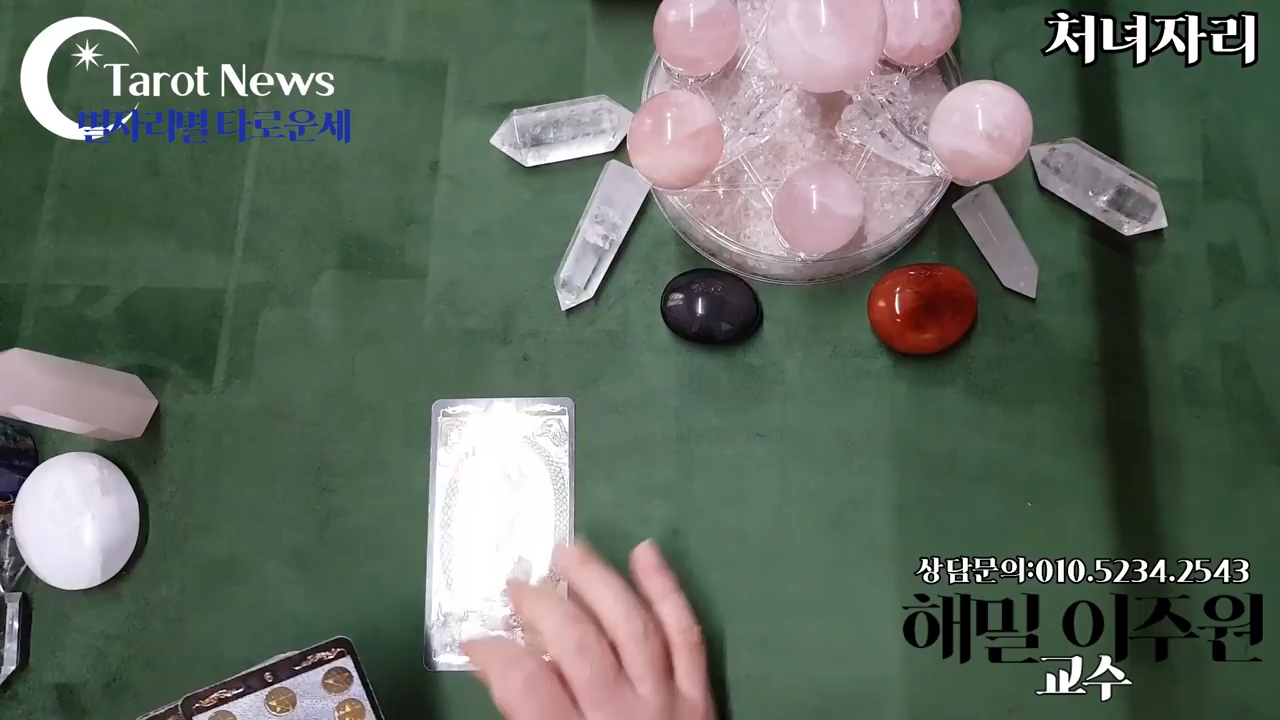 Tarot News
별자리별 타로운세
처녀자리
상담문의:010.5234.2543
해밀 이주원
교수